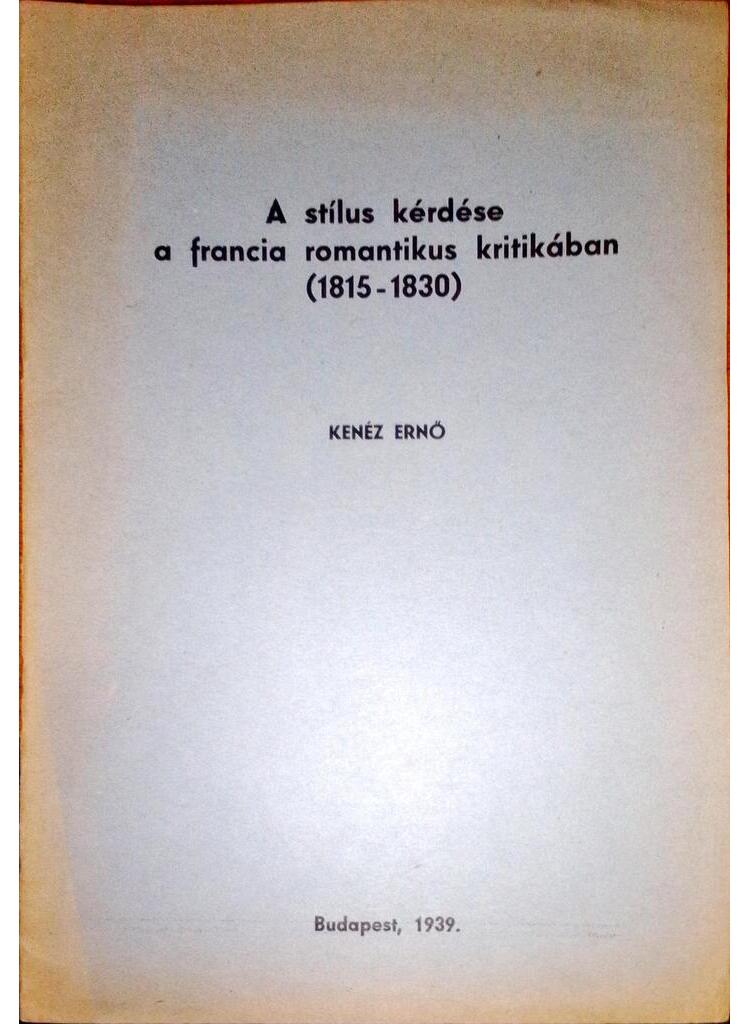 A stílus kérdése
a francia romantikus kritikában
(1815-1830)
KENÉZ ERNŐ
Budapest, 1939.